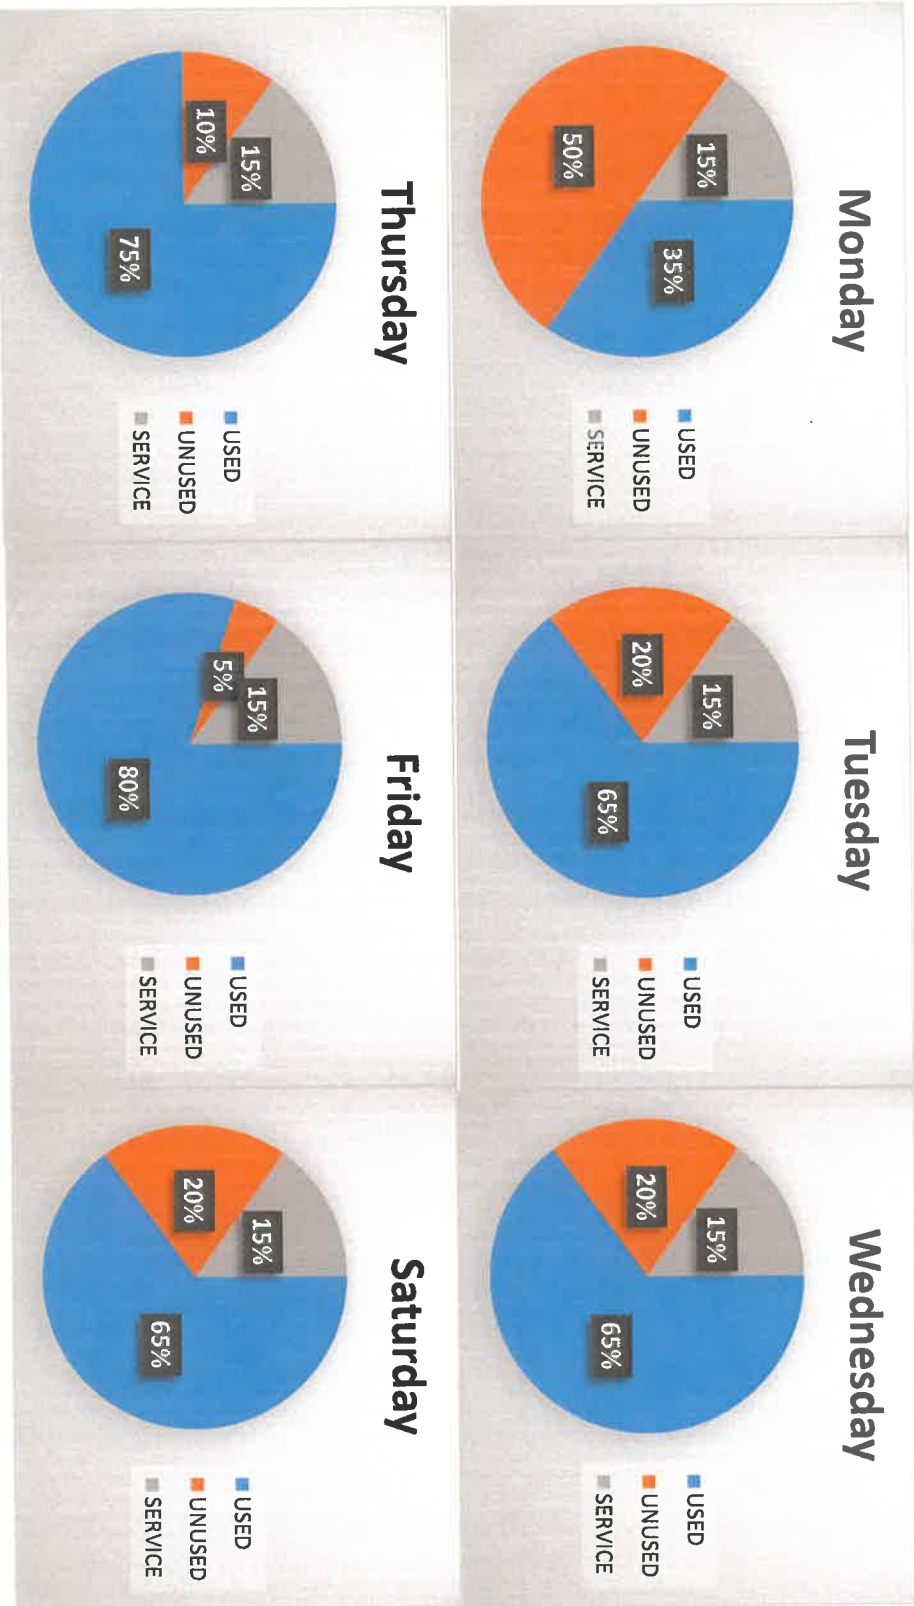 Monday
15%
35%
50%
USED
UNUSED
SERVICE
Tuesday
15%
20%
65%
USED
UNUSED
SERVICE
Wednesday
15%
20%
65%
USED
UNUSED
SERVICE
Thursday
15%
10%
75%
USED
UNUSED
SERVICE
Friday
15%
5%
80%
USED
UNUSED
SERVICE
Saturday
15%
20%
65%
USED
UNUSED
SERVICE